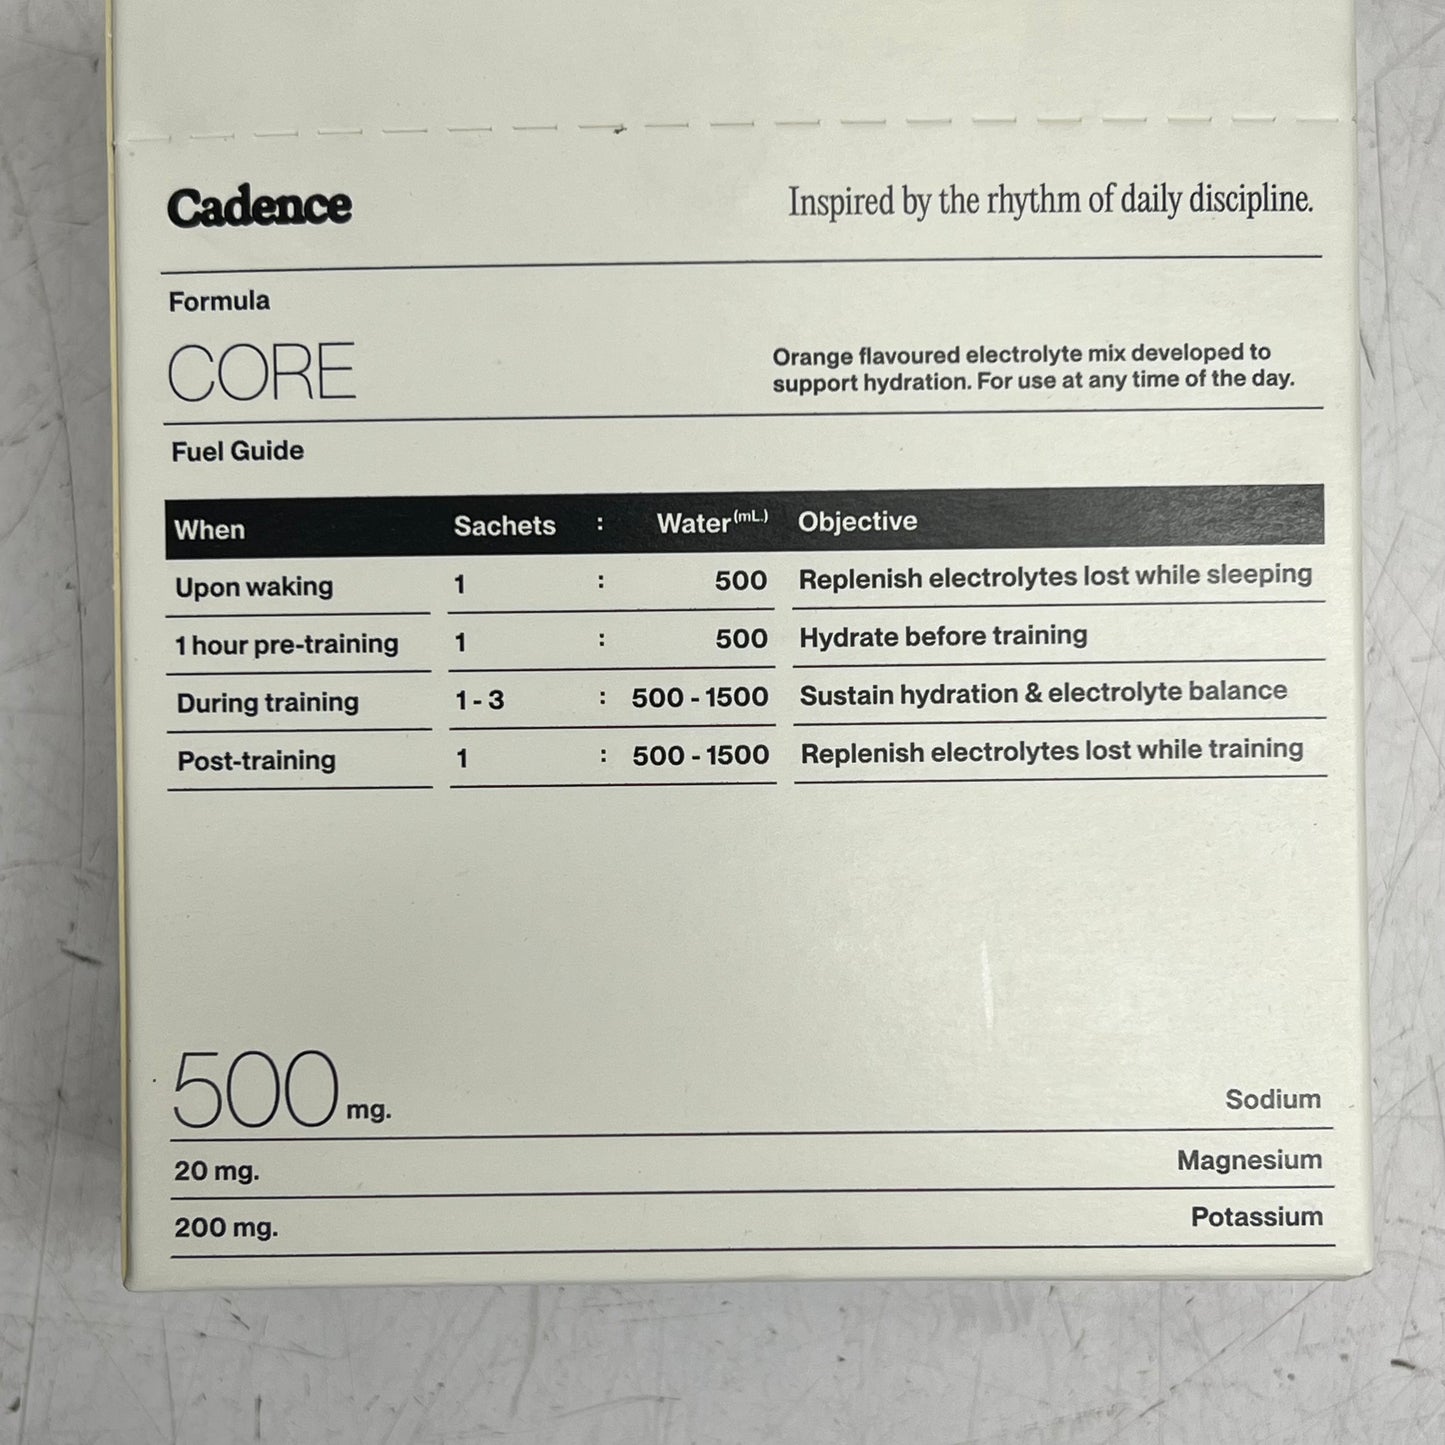 Cadence
Inspired by the rhythm of daily discipline.
Formula
CORE
Orange flavoured electrolyte mix developed to
support hydration. For use at any time of the day.
Fuel Guide
When Sachets : Water (mL) Objective
Upon waking 1 : 500 Replenish electrolytes lost while sleeping
1 hour pre-training 1 : 500 Hydrate before training
During training 1 - 3 : 500 - 1500 Sustain hydration & electrolyte balance
Post-training 1 : 500 - 1500 Replenish electrolytes lost while training
500 mg. Sodium
20 mg. Magnesium
200 mg. Potassium